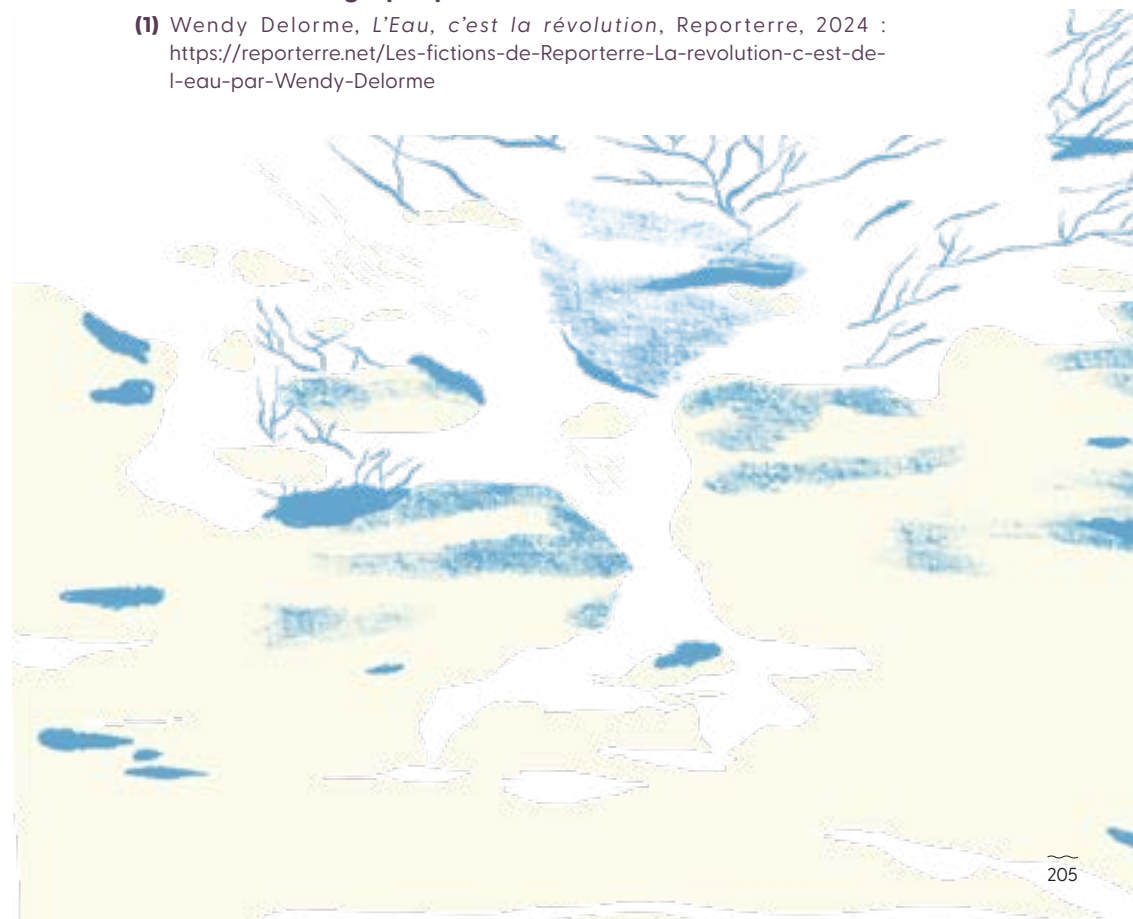 (1) Wendy Delorme, L’Eau, c’est la révolution, Reporterre, 2024 :
https://reporterre.net/Les-fictions-de-Reporterre-La-revolution-c-est-de-
l-eau-par-Wendy-Delorme
205